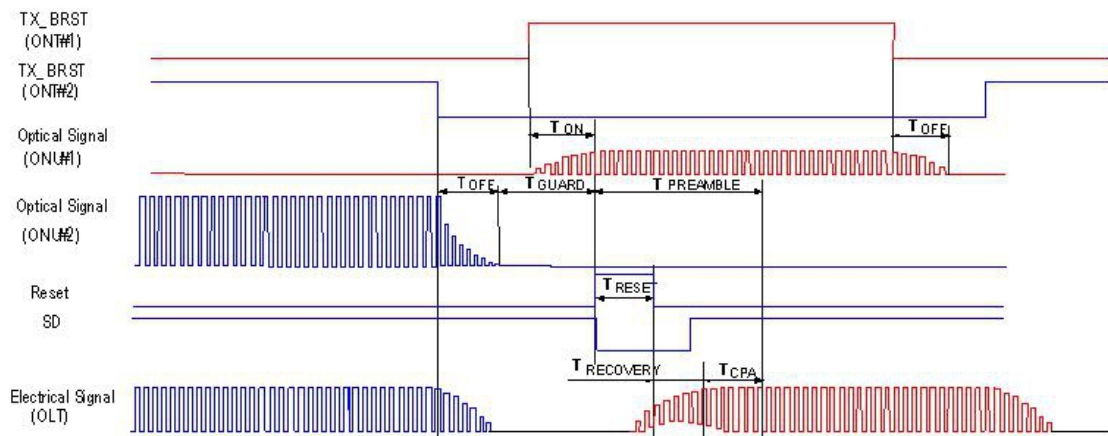 TX_BRST
(ONT#1)
TX_BRST
(ONT#2)
T ON
T OFF
Optical Signal
(ONU#1)
T OFF
T GUARD
T PREAMBLE
Optical Signal
(ONU#2)
T RESET
Reset
SD
T RECOVERY
T CPA
Electrical Signal
(OLT)